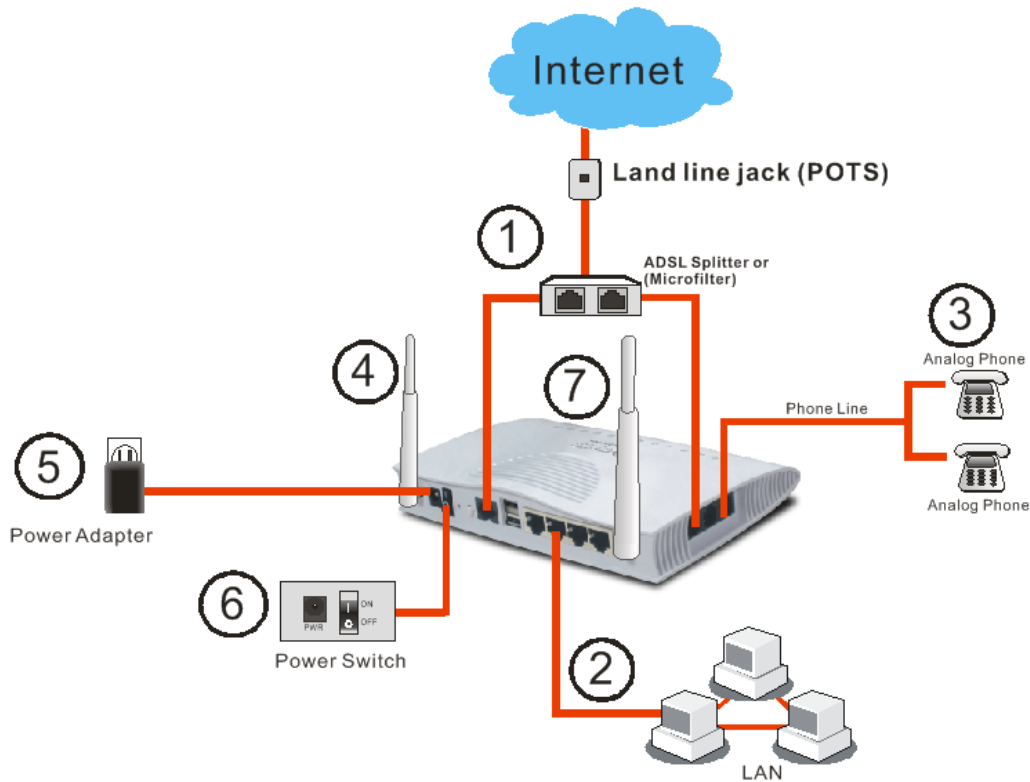 Internet
Land line jack (POTS)
1
ADSL Splitter or
(Microfilter)
3
Analog Phone
4
7
Phone Line
5
Analog Phone
Power Adapter
6
PWR
ON
OFF
Power Switch
2
LAN